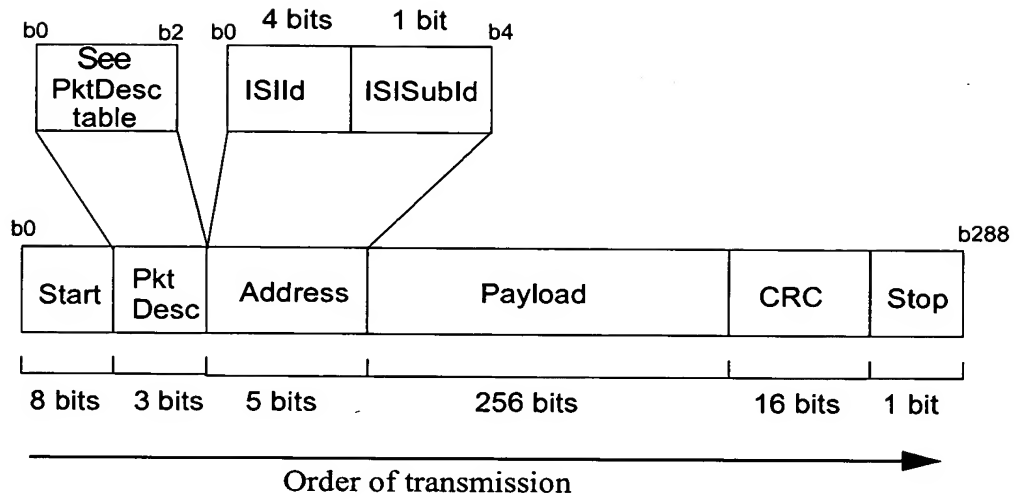 4 bits 1 bit
b0 b2 b0 b4
See
PktDesc
table
ISIId ISISubId
b0 b288
Start Pkt
Desc Address Payload CRC Stop
8 bits 3 bits 5 bits 256 bits 16 bits 1 bit
Order of transmission